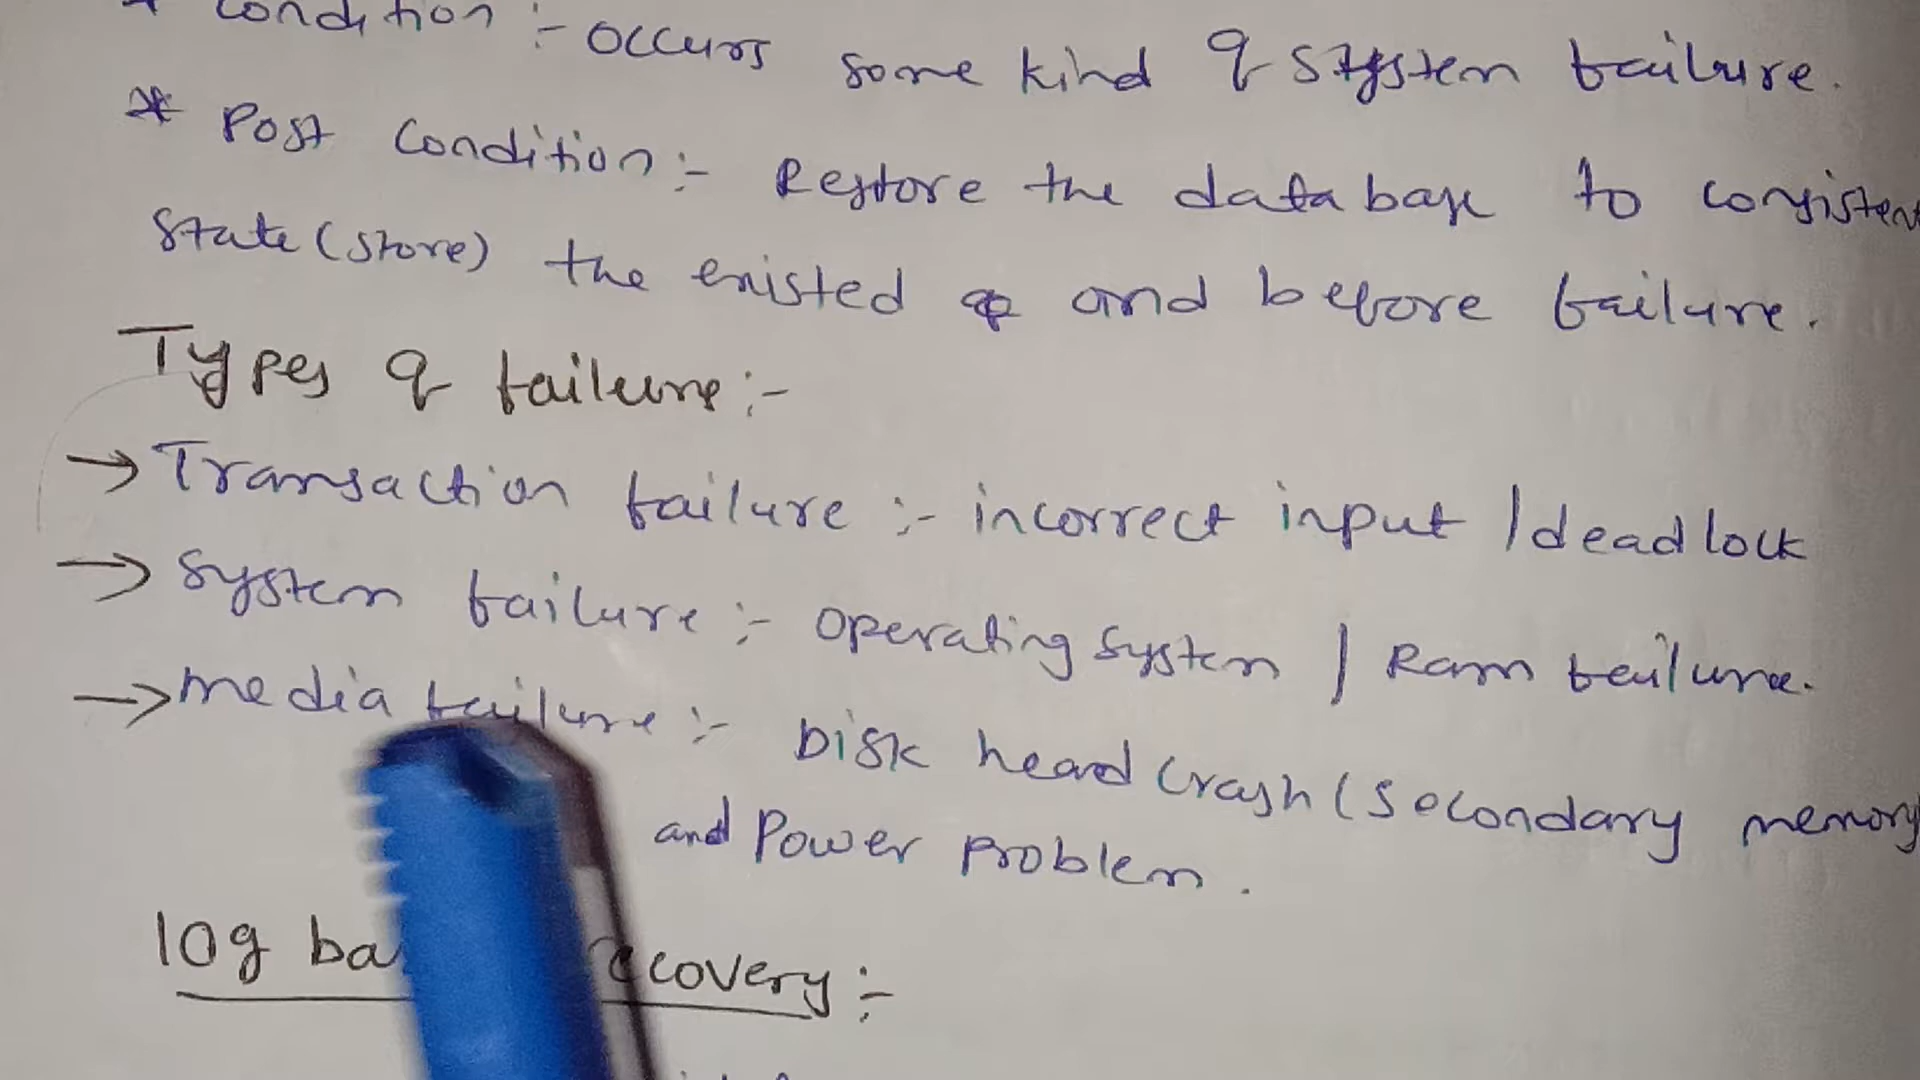 * Condition :- occurs some kind of system failure.
* Post Condition :- Restore the database to consistent
State (store) the existed and before failure.
Types of failure :-
→ Transaction failure :- incorrect input / deadlock
→ System failure :- operating system / Ram failure.
→ media failure :- Disk head crash (Secondary memory
and Power Problem.
log ba ecovery :-